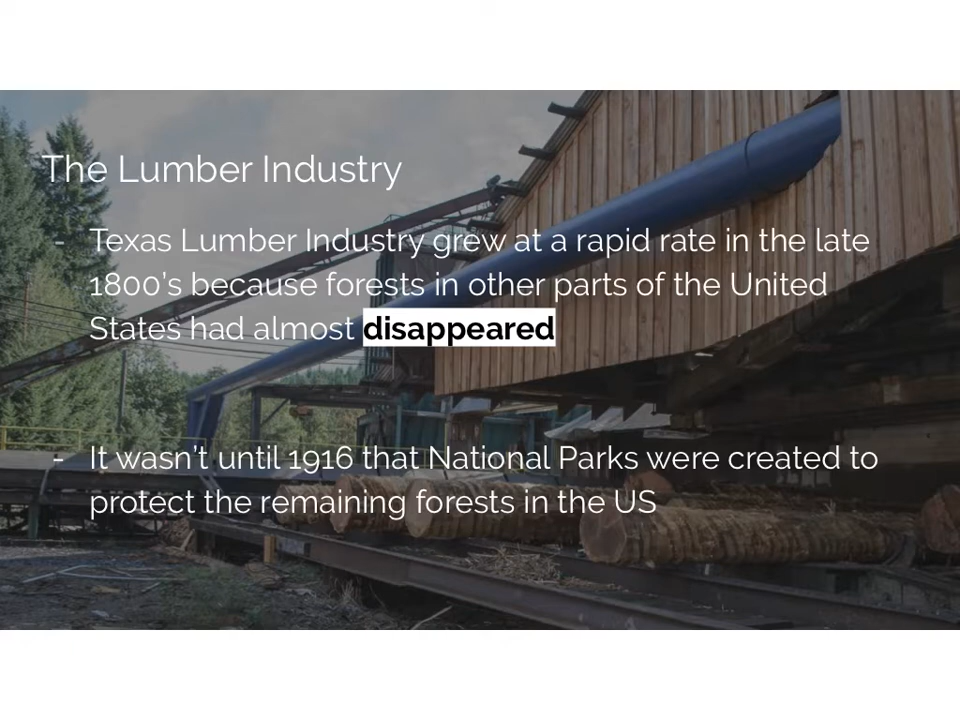 The Lumber Industry
- Texas Lumber Industry grew at a rapid rate in the late
1800's because forests in other parts of the United
States had almost disappeared
- It wasn't until 1916 that National Parks were created to
protect the remaining forests in the US